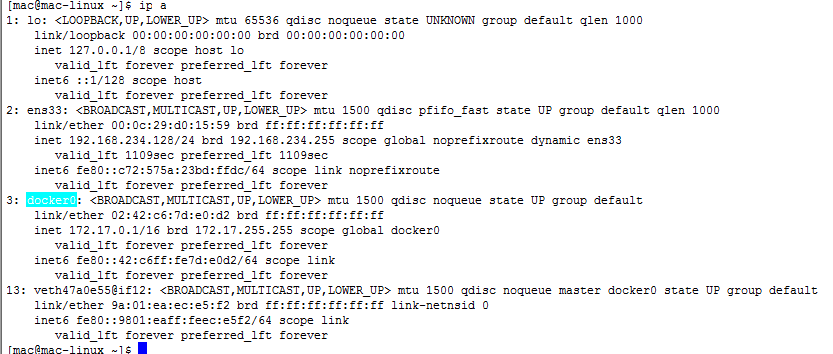 [mac@mac-linux ~]$ ip a
1: lo: <LOOPBACK,UP,LOWER_UP> mtu 65536 qdisc noqueue state UNKNOWN group default qlen 1000
    link/loopback 00:00:00:00:00:00 brd 00:00:00:00:00:00
    inet 127.0.0.1/8 scope host lo
       valid_lft forever preferred_lft forever
    inet6 ::1/128 scope host
       valid_lft forever preferred_lft forever
2: ens33: <BROADCAST,MULTICAST,UP,LOWER_UP> mtu 1500 qdisc pfifo_fast state UP group default qlen 1000
    link/ether 00:0c:29:d0:15:59 brd ff:ff:ff:ff:ff:ff
    inet 192.168.234.128/24 brd 192.168.234.255 scope global noprefixroute dynamic ens33
       valid_lft 1109sec preferred_lft 1109sec
    inet6 fe80::c72:575a:23bd:ffdc/64 scope link noprefixroute
       valid_lft forever preferred_lft forever
3: docker0: <BROADCAST,MULTICAST,UP,LOWER_UP> mtu 1500 qdisc noqueue state UP group default
    link/ether 02:42:c6:7d:e0:d2 brd ff:ff:ff:ff:ff:ff
    inet 172.17.0.1/16 brd 172.17.255.255 scope global docker0
       valid_lft forever preferred_lft forever
    inet6 fe80::42:c6ff:fe7d:e0d2/64 scope link
       valid_lft forever preferred_lft forever
13: veth47a0e55@if12: <BROADCAST,MULTICAST,UP,LOWER_UP> mtu 1500 qdisc noqueue master docker0 state UP group default
    link/ether 9a:01:ea:ec:e5:f2 brd ff:ff:ff:ff:ff:ff link-netnsid 0
    inet6 fe80::9801:eaff:feec:e5f2/64 scope link
       valid_lft forever preferred_lft forever
[mac@mac-linux ~]$